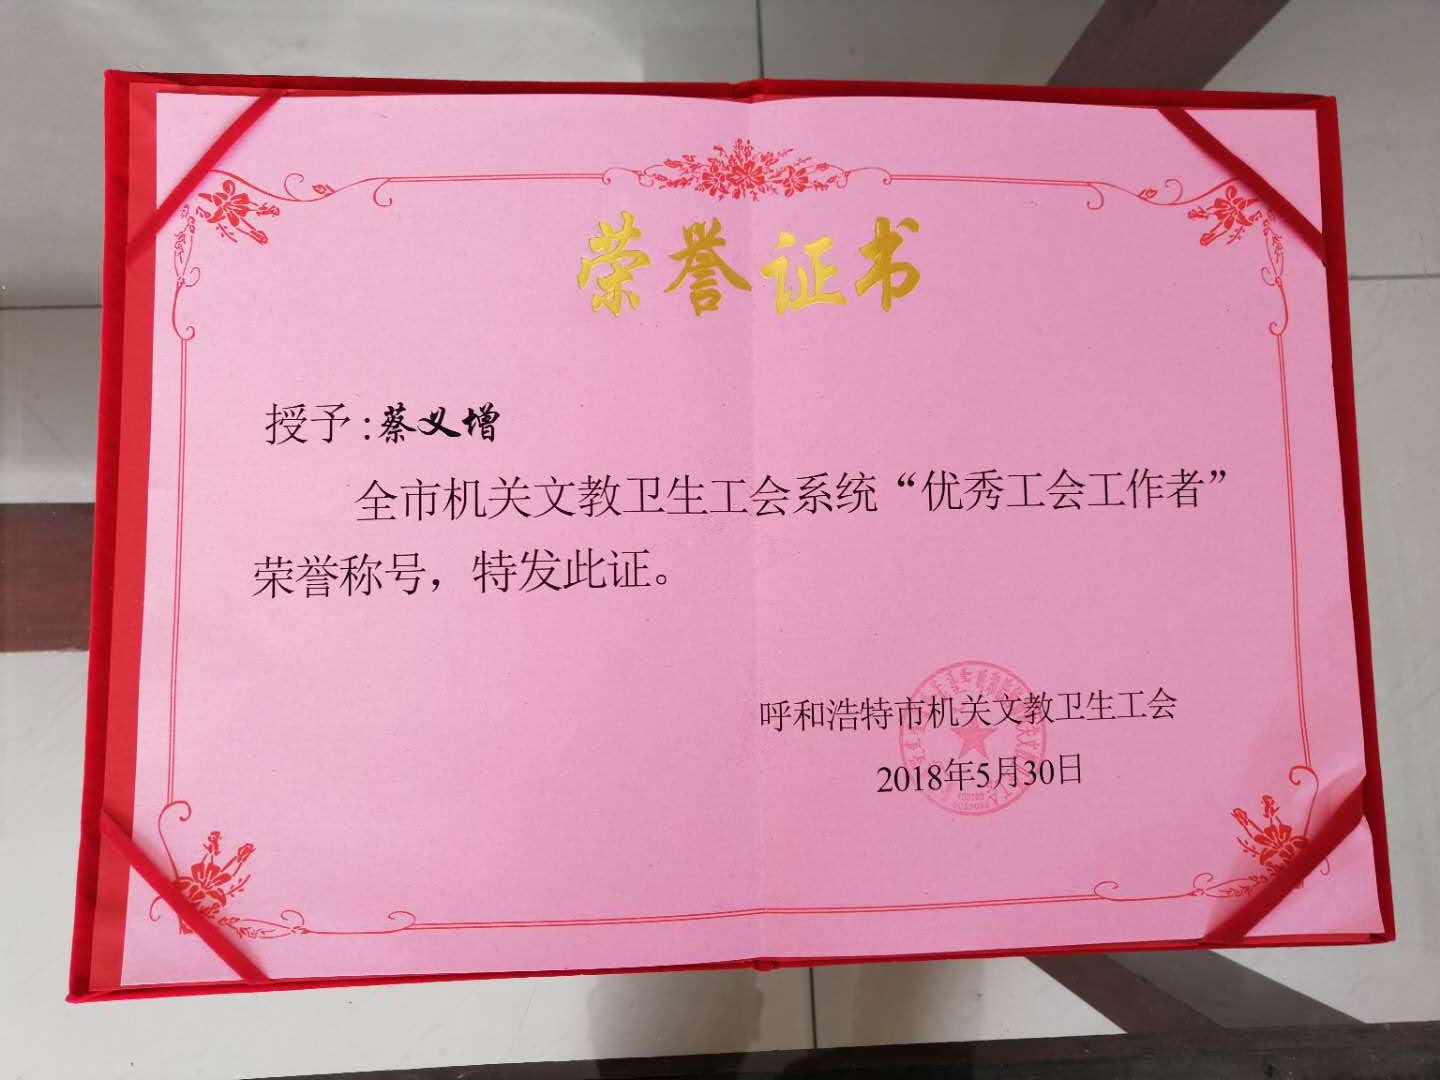 荣誉证书
授予:蔡义增
全市机关文教卫生工会系统“优秀工会工作者”
荣誉称号，特发此证。
呼和浩特市机关文教卫生工会
2018年5月30日